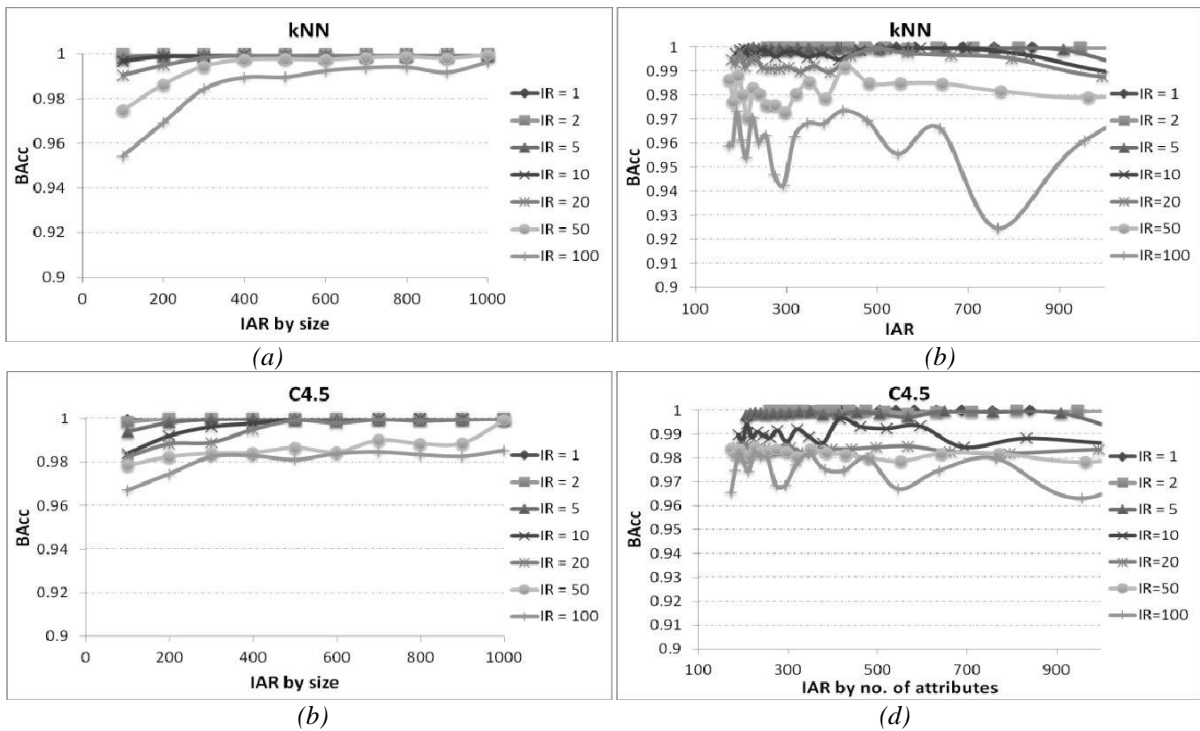 kNN
1
0.98
0.96
0.94
0.92
0.9
BAcc
0 200 400 600 800 1000
IAR by size
IR = 1
IR = 2
IR = 5
IR = 10
IR = 20
IR = 50
IR = 100
(a)
kNN
1
0.99
0.98
0.97
0.96
0.95
0.94
0.93
0.92
0.91
0.9
BAcc
100 300 500 700 900
IAR
IR = 1
IR = 2
IR = 5
IR=10
IR=20
IR=50
IR=100
(b)
C4.5
1
0.98
0.96
0.94
0.92
0.9
BAcc
0 200 400 600 800 1000
IAR by size
IR = 1
IR = 2
IR = 5
IR = 10
IR = 20
IR = 50
IR = 100
(b)
C4.5
1
0.99
0.98
0.97
0.96
0.95
0.94
0.93
0.92
0.91
0.9
BAcc
100 300 500 700 900
IAR by no. of attributes
IR = 1
IR = 2
IR = 5
IR=10
IR=20
IR=50
IR=100
(d)